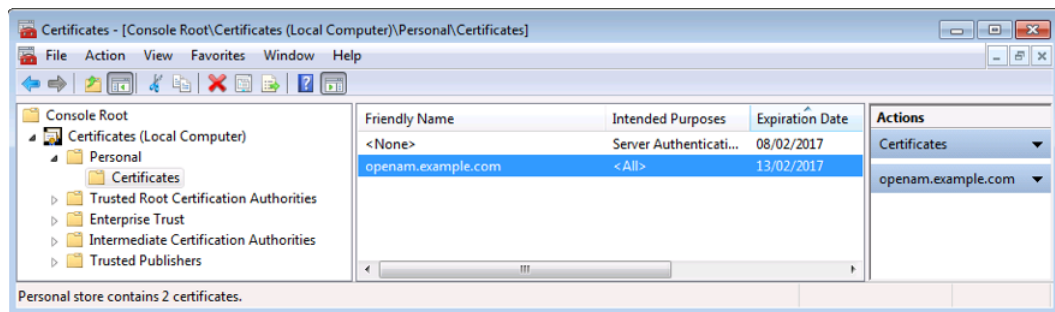 Certificates - [Console Root\Certificates (Local Computer)\Personal\Certificates]
File Action View Favorites Window Help
Console Root
Certificates (Local Computer)
Personal
Certificates
Trusted Root Certification Authorities
Enterprise Trust
Intermediate Certification Authorities
Trusted Publishers
Friendly Name Intended Purposes Expiration Date
<None> Server Authenticati... 08/02/2017
openam.example.com <All> 13/02/2017
Actions
Certificates
openam.example.com
Personal store contains 2 certificates.